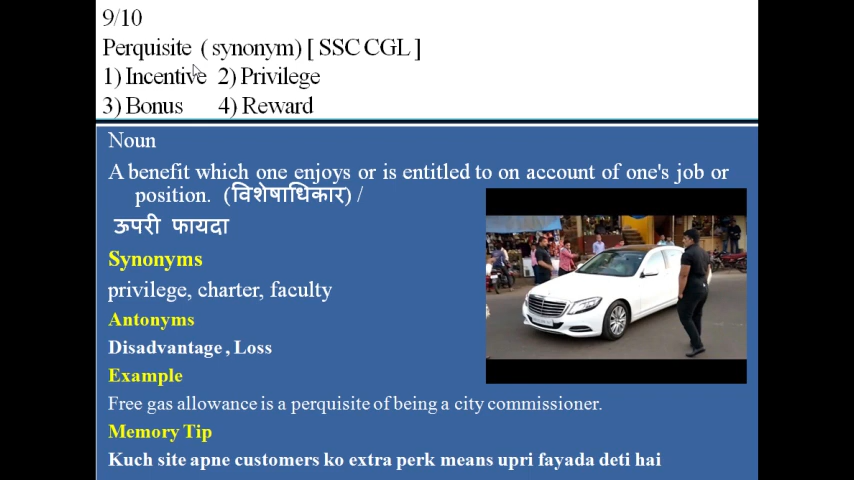 9/10
Perquisite ( synonym) [ SSC CGL ]
1) Incentive 2) Privilege
3) Bonus 4) Reward
Noun
A benefit which one enjoys or is entitled to on account of one's job or
position. (विशेषाधिकार) /
ऊपरी फायदा
Synonyms
privilege, charter, faculty
Antonyms
Disadvantage , Loss
Example
Free gas allowance is a perquisite of being a city commissioner.
Memory Tip
Kuch site apne customers ko extra perk means upri fayada deti hai